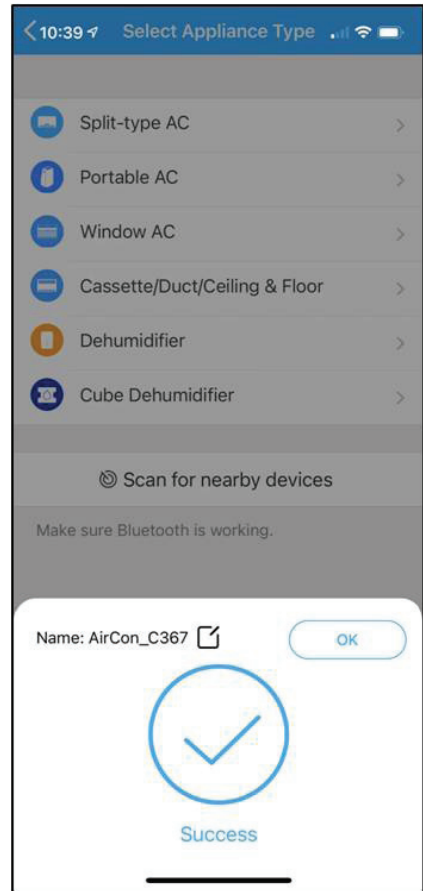 10:39 Select Appliance Type
Split-type AC
Portable AC
Window AC
Cassette/Duct/Ceiling & Floor
Dehumidifier
Cube Dehumidifier
Scan for nearby devices
Make sure Bluetooth is working.
Name: AirCon_C367 OK
Success